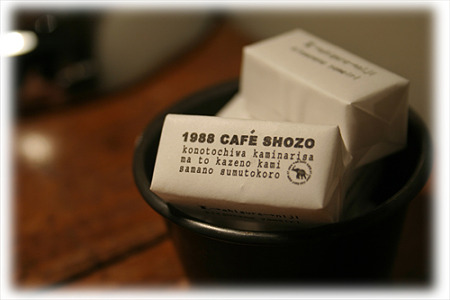 1988 CAFÉ SHOZO
konotochiwa kaminarisa
ma to kazeno kami
samano sumutokoro